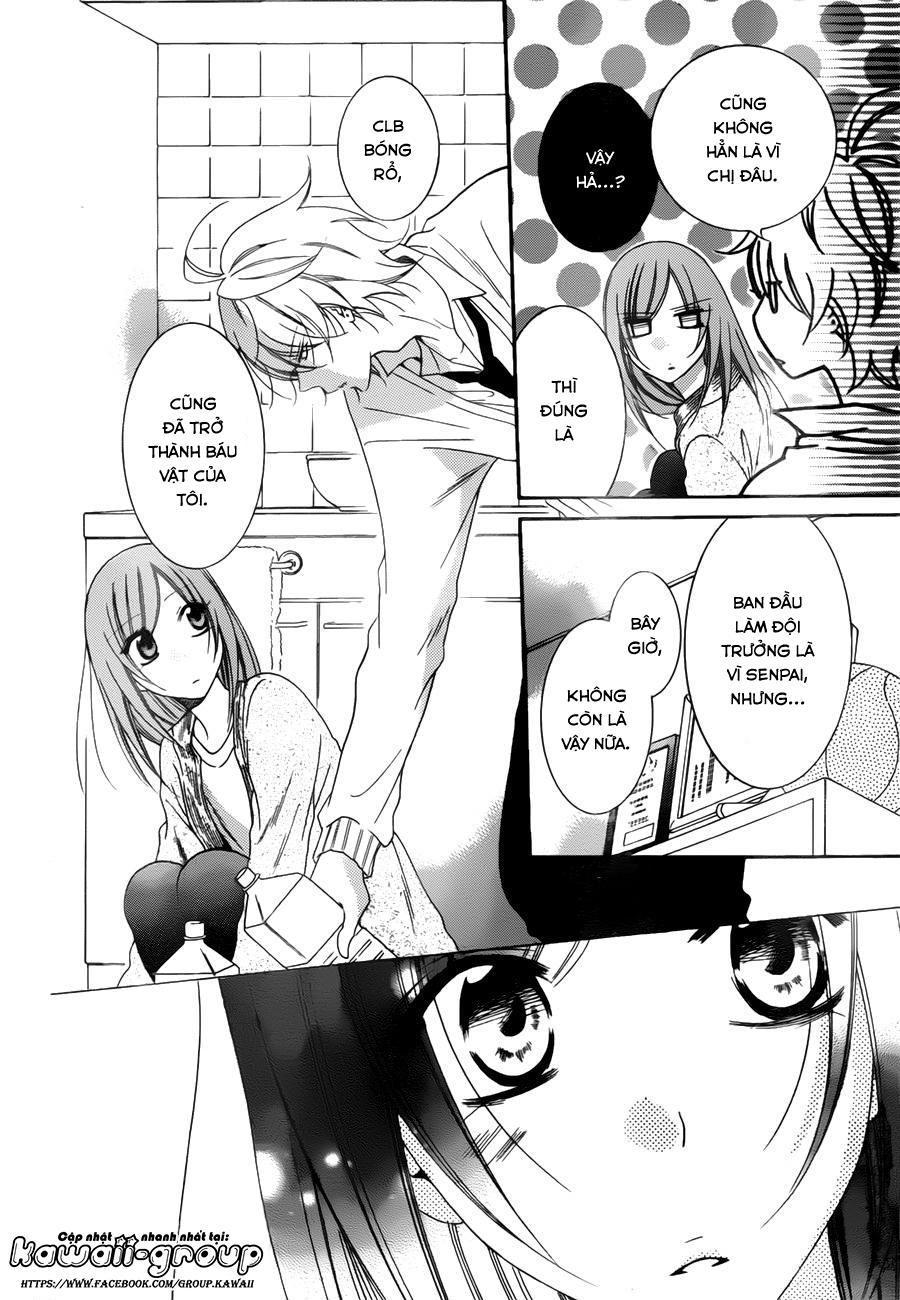 CŨNG
KHÔNG
HẲN LÀ VÌ
CHỊ ĐÂU.
VẬY
HẢ...?
THÌ
ĐÚNG
LÀ
BAN ĐẦU
LÀM ĐỘI
TRƯỞNG LÀ
VÌ SENPAI,
NHƯNG...
BÂY
GIỜ,
KHÔNG
CÒN LÀ
VẬY NỮA.
CLB
BÓNG
RỔ,
CŨNG
ĐÃ TRỞ
THÀNH BÁU
VẬT CỦA
TÔI.
Cập nhật nhanh nhất tại:
kawaii-group
HTTPS://WWW.FACEBOOK.COM/GROUP.KAWAII